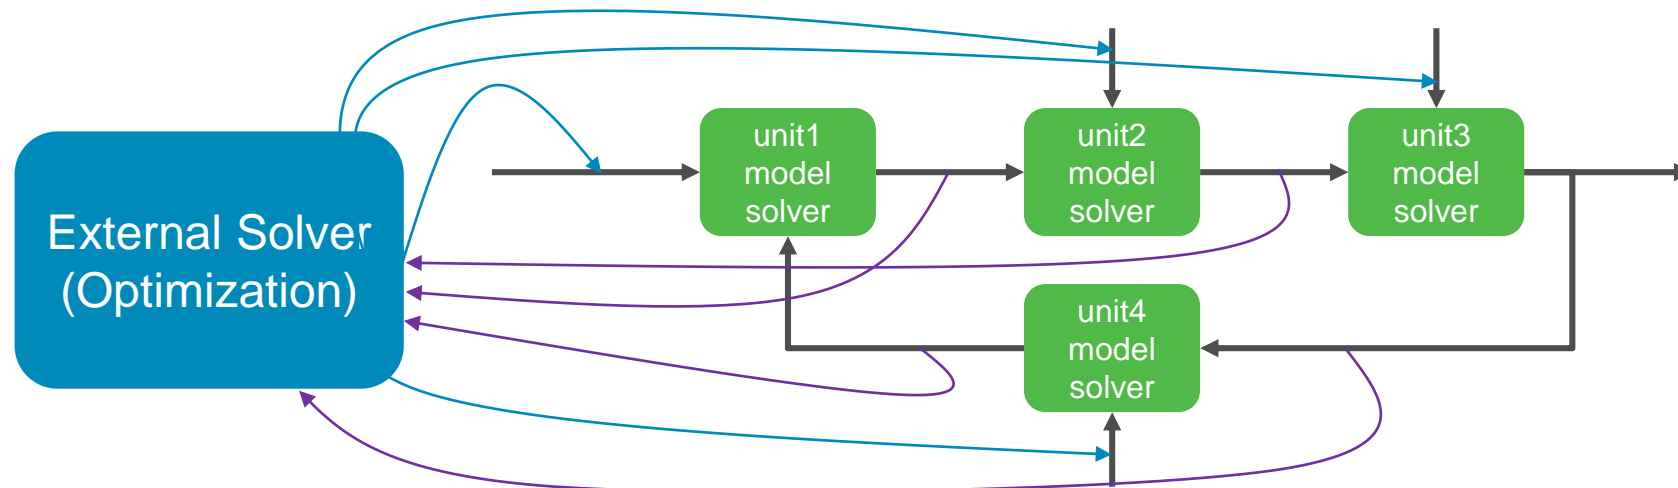 External Solver
(Optimization)
unit1
model
solver
unit2
model
solver
unit3
model
solver
unit4
model
solver